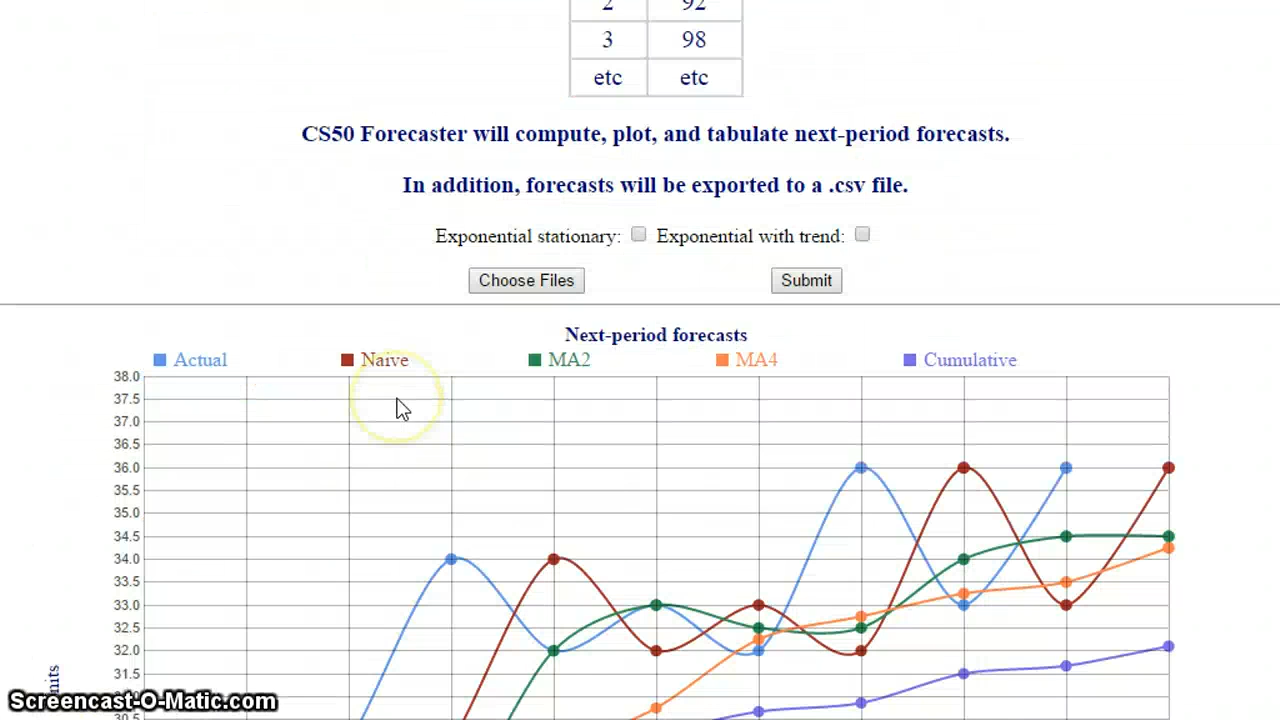 2 92
3 98
etc etc
CS50 Forecaster will compute, plot, and tabulate next-period forecasts.
In addition, forecasts will be exported to a .csv file.
Exponential stationary: Exponential with trend:
Choose Files Submit
Next-period forecasts
Actual Naive MA2 MA4 Cumulative
38.0
37.5
37.0
36.5
36.0
35.5
35.0
34.5
34.0
33.5
33.0
32.5
32.0
31.5
Screencast-O-Matic.com
30.5